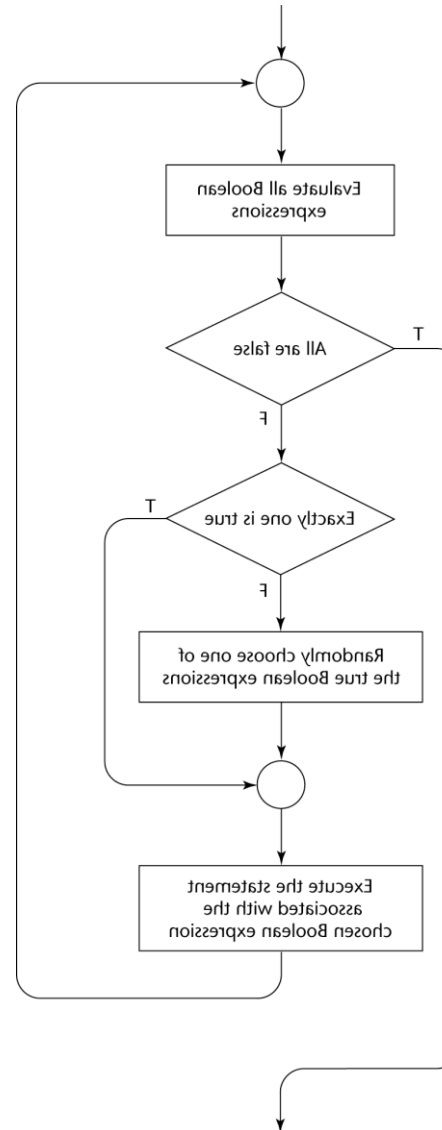 Evaluate all Boolean
expressions
All are false
T
F
Exactly one is true
T
F
Randomly choose one of
the true Boolean expressions
Execute the statement
associated with the
chosen Boolean expression